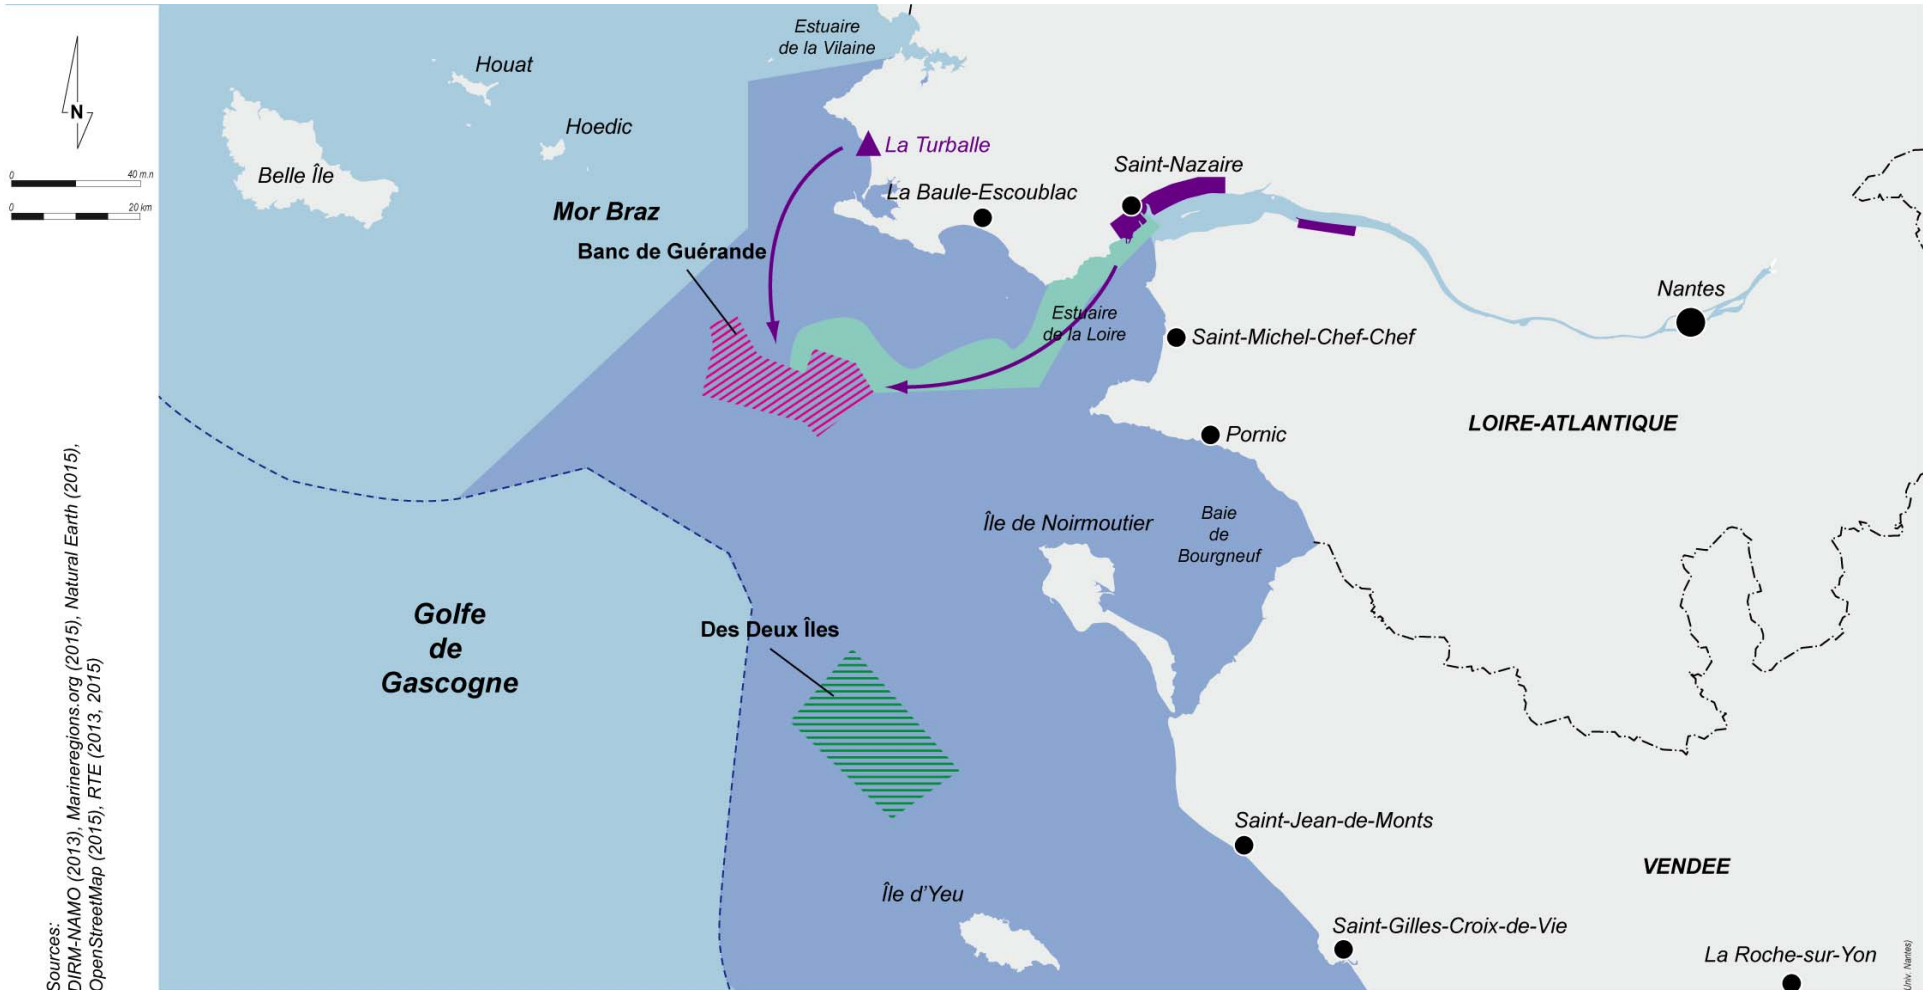 Estuaire
de la Vilaine
Houat
N
Hoedic
La Turballe
Saint-Nazaire
Belle Île
0 40 m.n
La Baule-Escoublac
0 20 km
Mor Braz
Banc de Guérande
Nantes
Estuaire
de la Loire
Saint-Michel-Chef-Chef
LOIRE-ATLANTIQUE
Pornic
Île de Noirmoutier
Baie
de
Bourgneuf
Golfe
de
Gascogne
Des Deux Îles
Saint-Jean-de-Monts
VENDEE
Île d'Yeu
Saint-Gilles-Croix-de-Vie
La Roche-sur-Yon
Sources:
DIRM-NAMO (2013), Marineregions.org (2015), Natural Earth (2015),
OpenStreetMap (2015), RTE (2013, 2015)
Univ. Nantes)